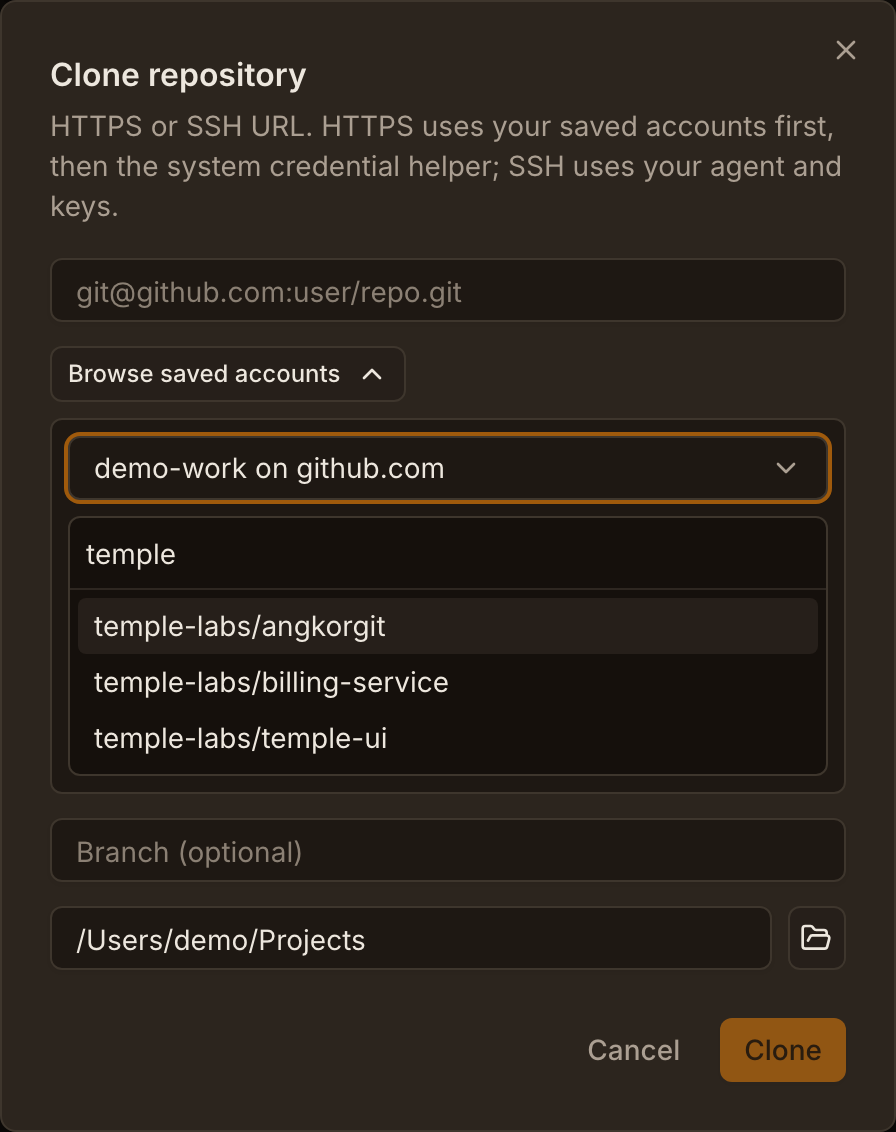 Clone repository
HTTPS or SSH URL. HTTPS uses your saved accounts first,
then the system credential helper; SSH uses your agent and
keys.
git@github.com:user/repo.git
Browse saved accounts
demo-work on github.com
temple
temple-labs/angkorgit
temple-labs/billing-service
temple-labs/temple-ui
Branch (optional)
/Users/demo/Projects
Cancel
Clone